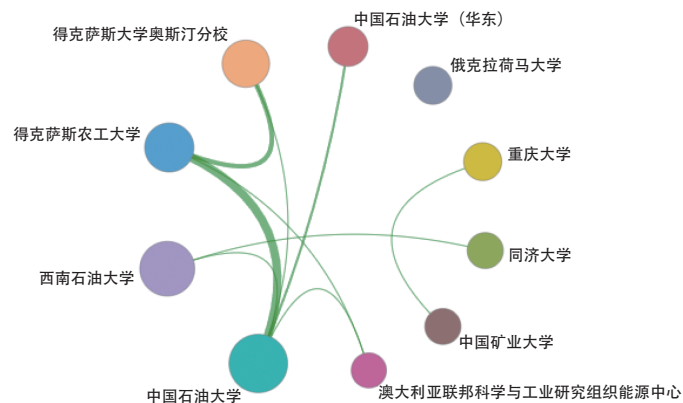 中国石油大学（华东）
得克萨斯大学奥斯汀分校
俄克拉荷马大学
得克萨斯农工大学
重庆大学
同济大学
西南石油大学
中国矿业大学
中国石油大学
澳大利亚联邦科学与工业研究组织能源中心